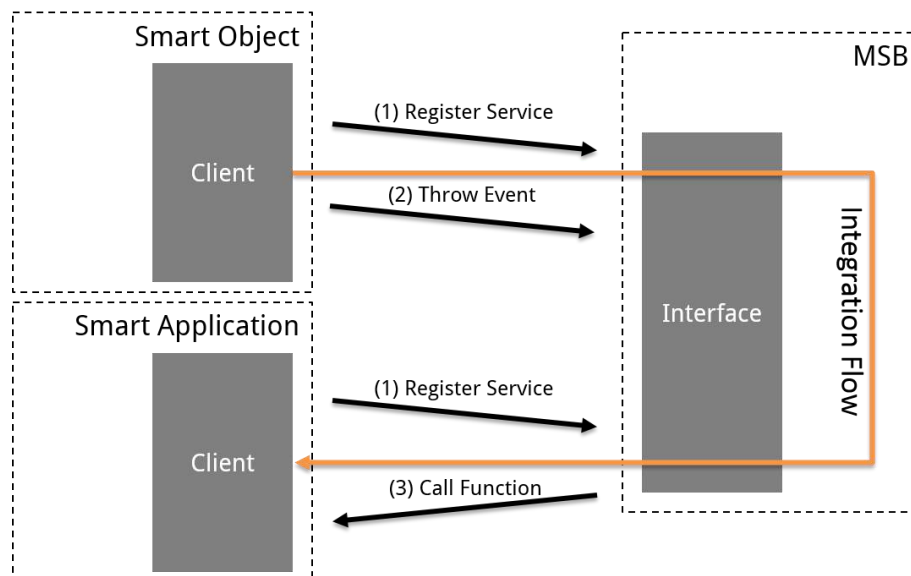 Smart Object
MSB
(1) Register Service
Client
(2) Throw Event
Integration Flow
Interface
Smart Application
(1) Register Service
Client
(3) Call Function